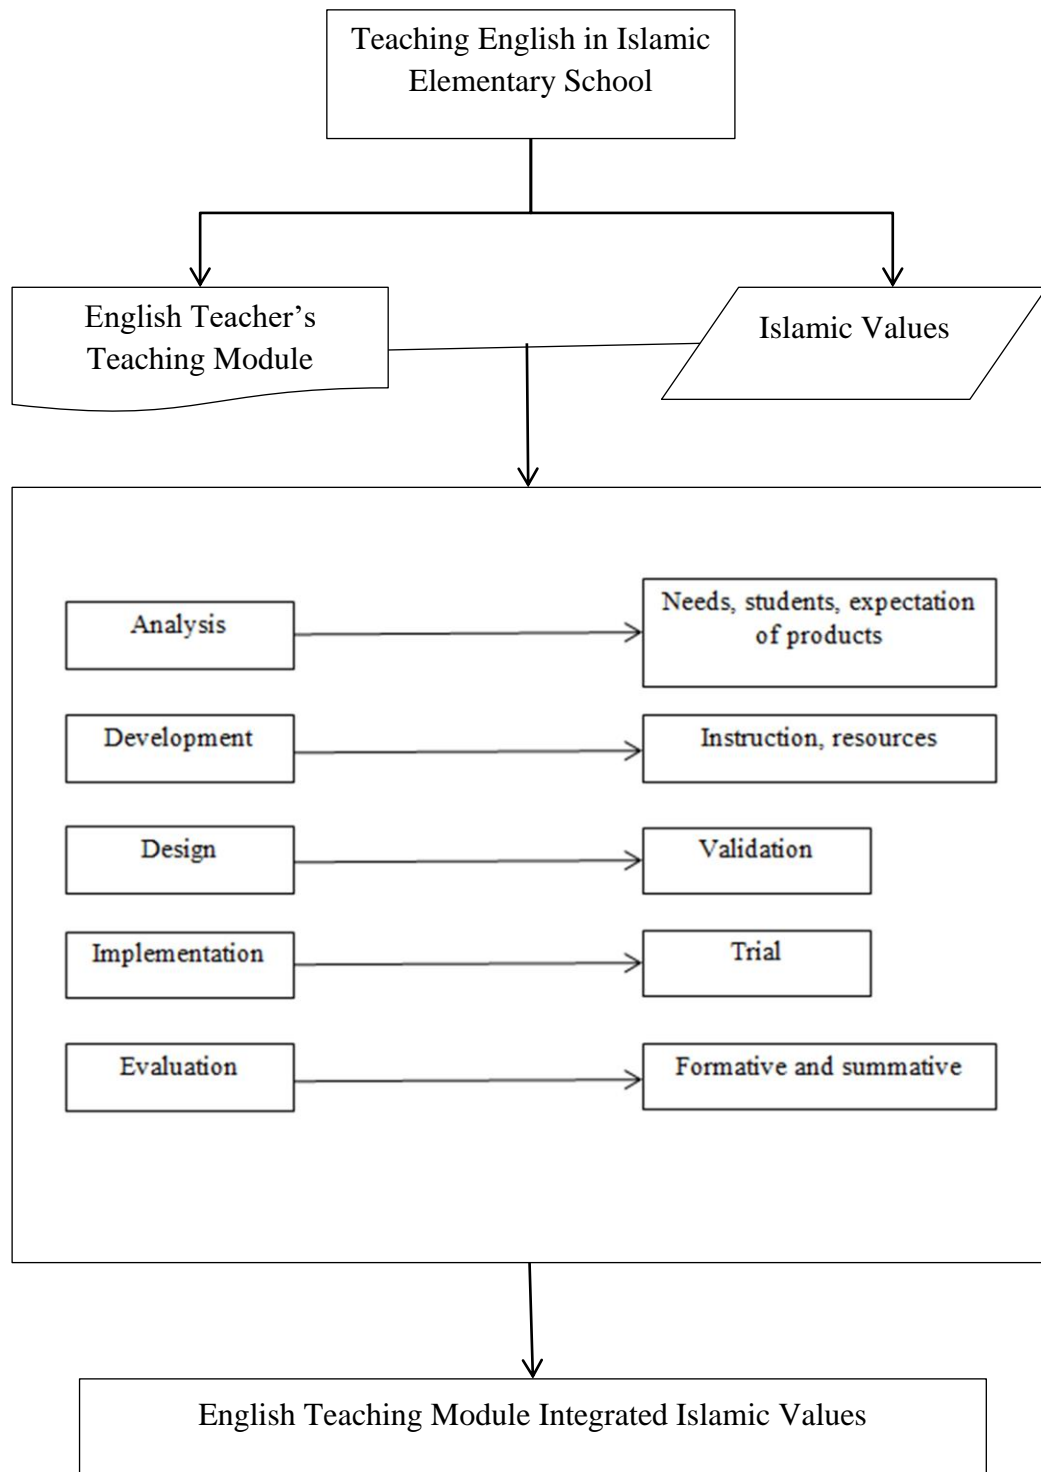 Teaching English in Islamic
Elementary School
English Teacher’s
Teaching Module
Islamic Values
Analysis
Needs, students, expectation
of products
Development
Instruction, resources
Design
Validation
Implementation
Trial
Evaluation
Formative and summative
English Teaching Module Integrated Islamic Values